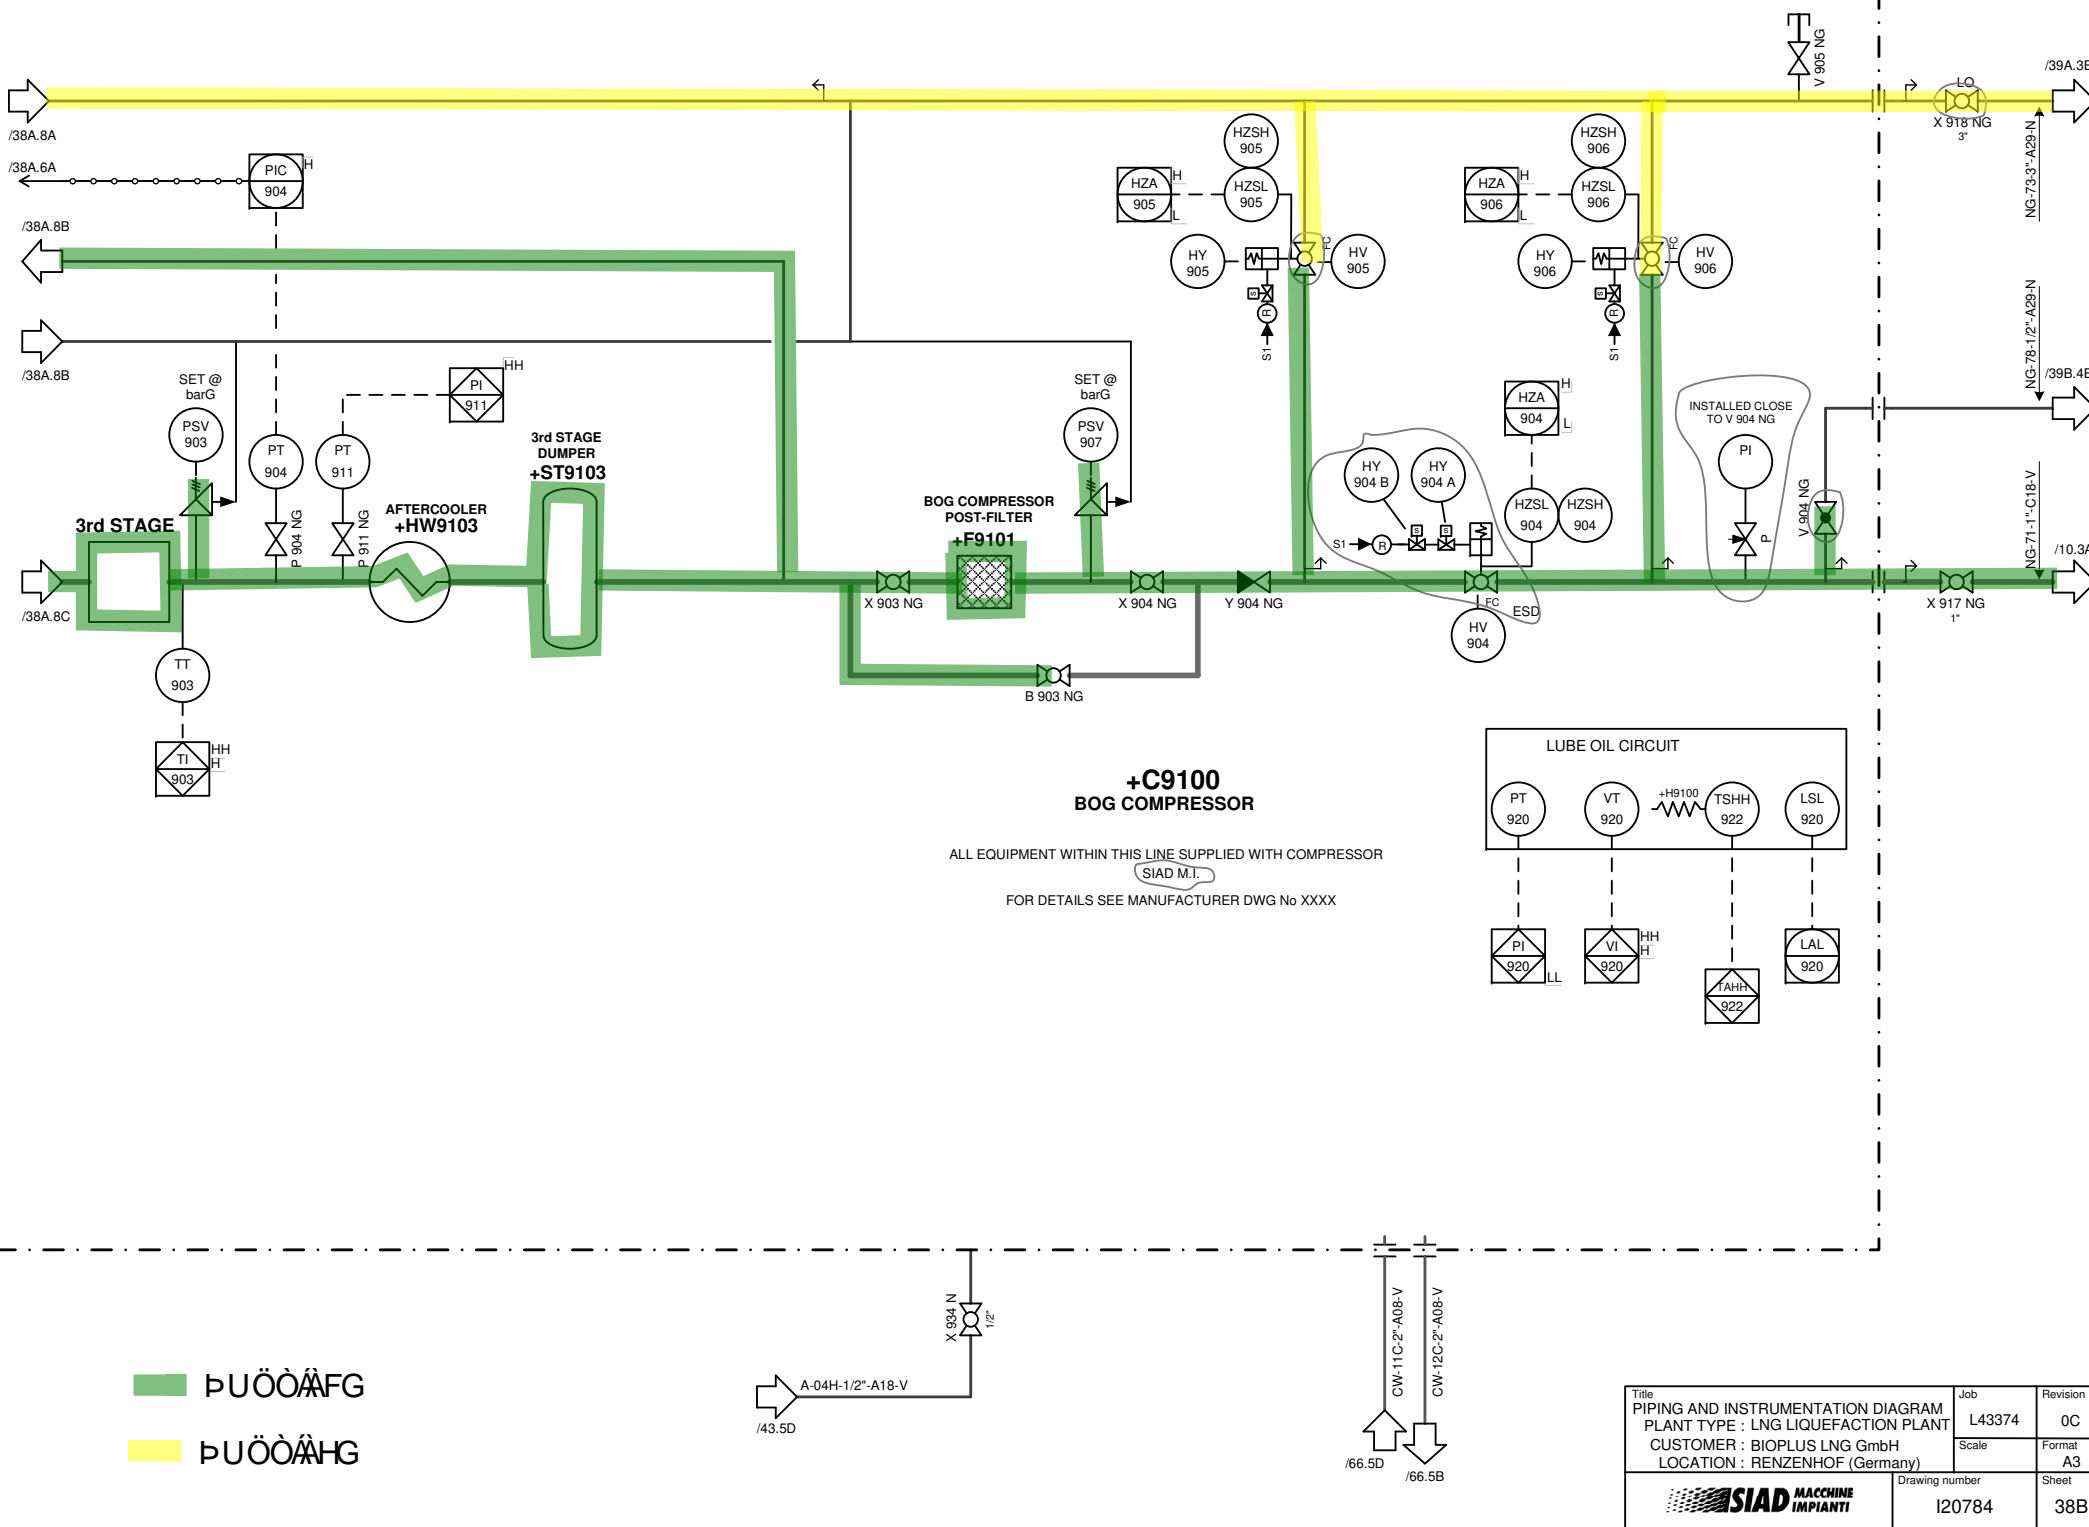 V 905 NG
/39A.3E
LO
X 918 NG
3"
/38A.8A
NG-73-3"-A29-N
/38A.6A
PIC
904
H
HZSH
905
HZA
905
H
L
HZSL
905
HZSH
906
HZA
906
H
L
HZSL
906
/38A.8B
HY
905
FC
HV
905
HY
906
FC
HV
906
S
R
S1
S
R
S1
NG-78-1/2"-A29-N
/38A.8B
/39B.4E
PI
911
HH
SET @
barG
PSV
903
PT
904
PT
911
3rd STAGE
DUMPER
+ST9103
SET @
barG
PSV
907
HZA
904
H
L
INSTALLED CLOSE
TO V 904 NG
PI
P
V 904 NG
HY
904 B
HY
904 A
HZSL
904
HZSH
904
S1
R
S
S
NG-71-1"-C18-V
3rd STAGE
P 904 NG
P 911 NG
AFTERCOOLER
+HW9103
BOG COMPRESSOR
POST-FILTER
+F9101
/10.3A
/38A.8C
X 903 NG
X 904 NG
Y 904 NG
FC
ESD
X 917 NG
1"
HV
904
TT
903
B 903 NG
TI
903
HH
H
+C9100
BOG COMPRESSOR
ALL EQUIPMENT WITHIN THIS LINE SUPPLIED WITH COMPRESSOR
SIAD M.I.
FOR DETAILS SEE MANUFACTURER DWG No XXXX
LUBE OIL CIRCUIT
PT
920
VT
920
+H9100
TSHH
922
LSL
920
PI
920
LL
VI
920
HH
H
TAHH
922
LAL
920
X 934 N
1/2"
A-04H-1/2"-A18-V
/43.5D
CW-11C-2"-A08-V
CW-12C-2"-A08-V
/66.5D
/66.5B
Title
PIPING AND INSTRUMENTATION DIAGRAM
PLANT TYPE : LNG LIQUEFACTION PLANT
CUSTOMER : BIOPLUS LNG GmbH
LOCATION : RENZENHOF (Germany)
Job
L43374
Revision
0C
Scale
Format
A3
SIAD MACCHINE
IMPIANTI
Drawing number
I20784
Sheet
38B